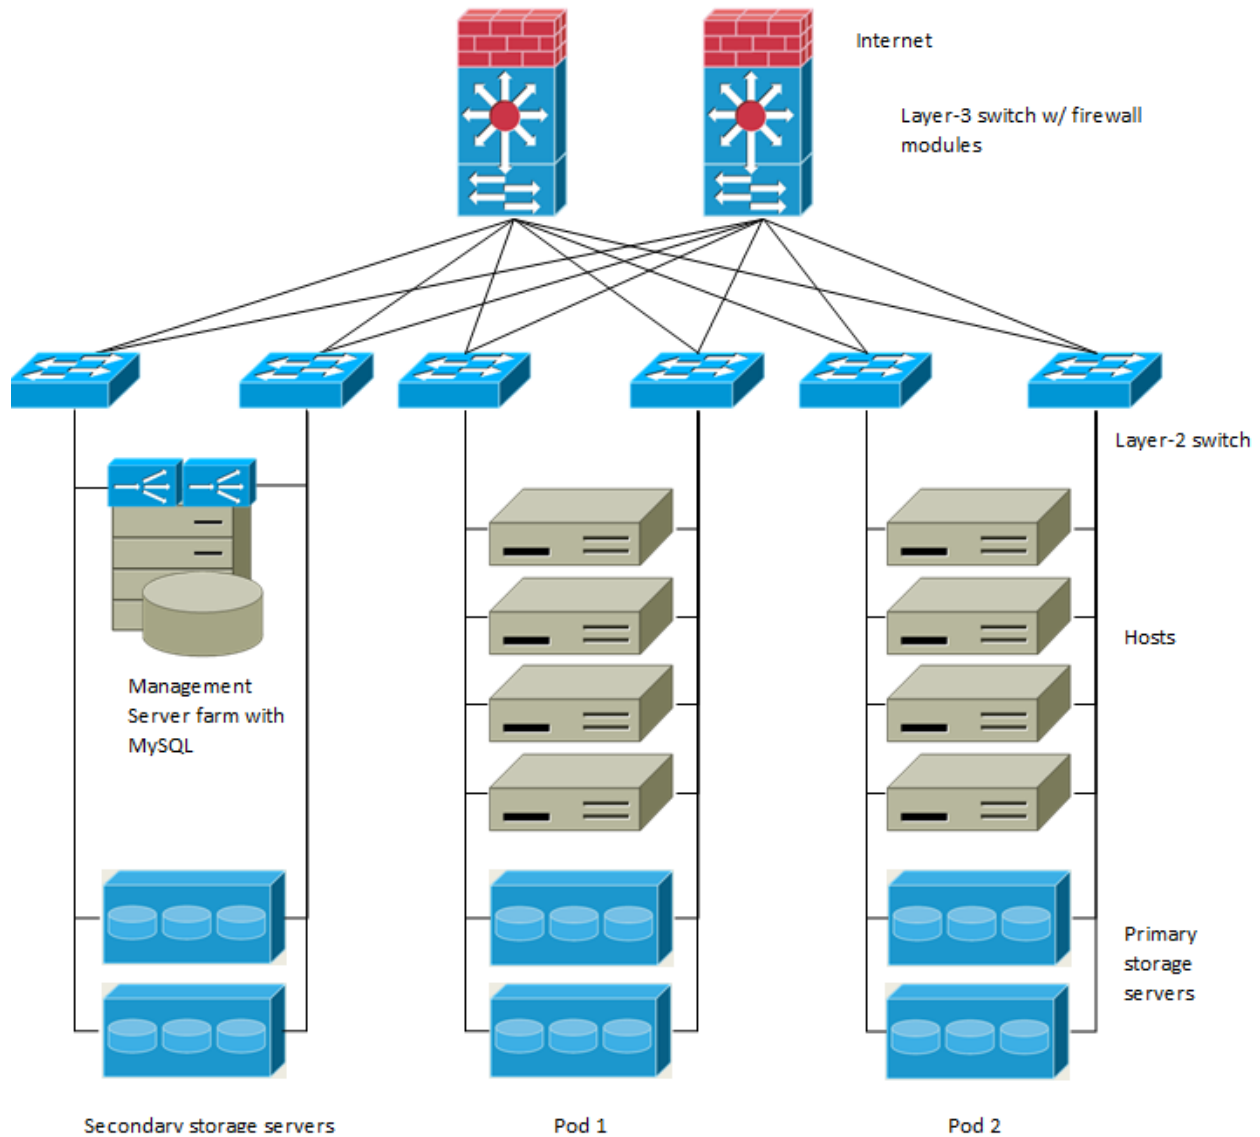 Internet
Layer-3 switch w/ firewall
modules
Layer-2 switch
Hosts
Management
Server farm with
MySQL
Primary
storage
servers
Secondary storage servers
Pod 1
Pod 2